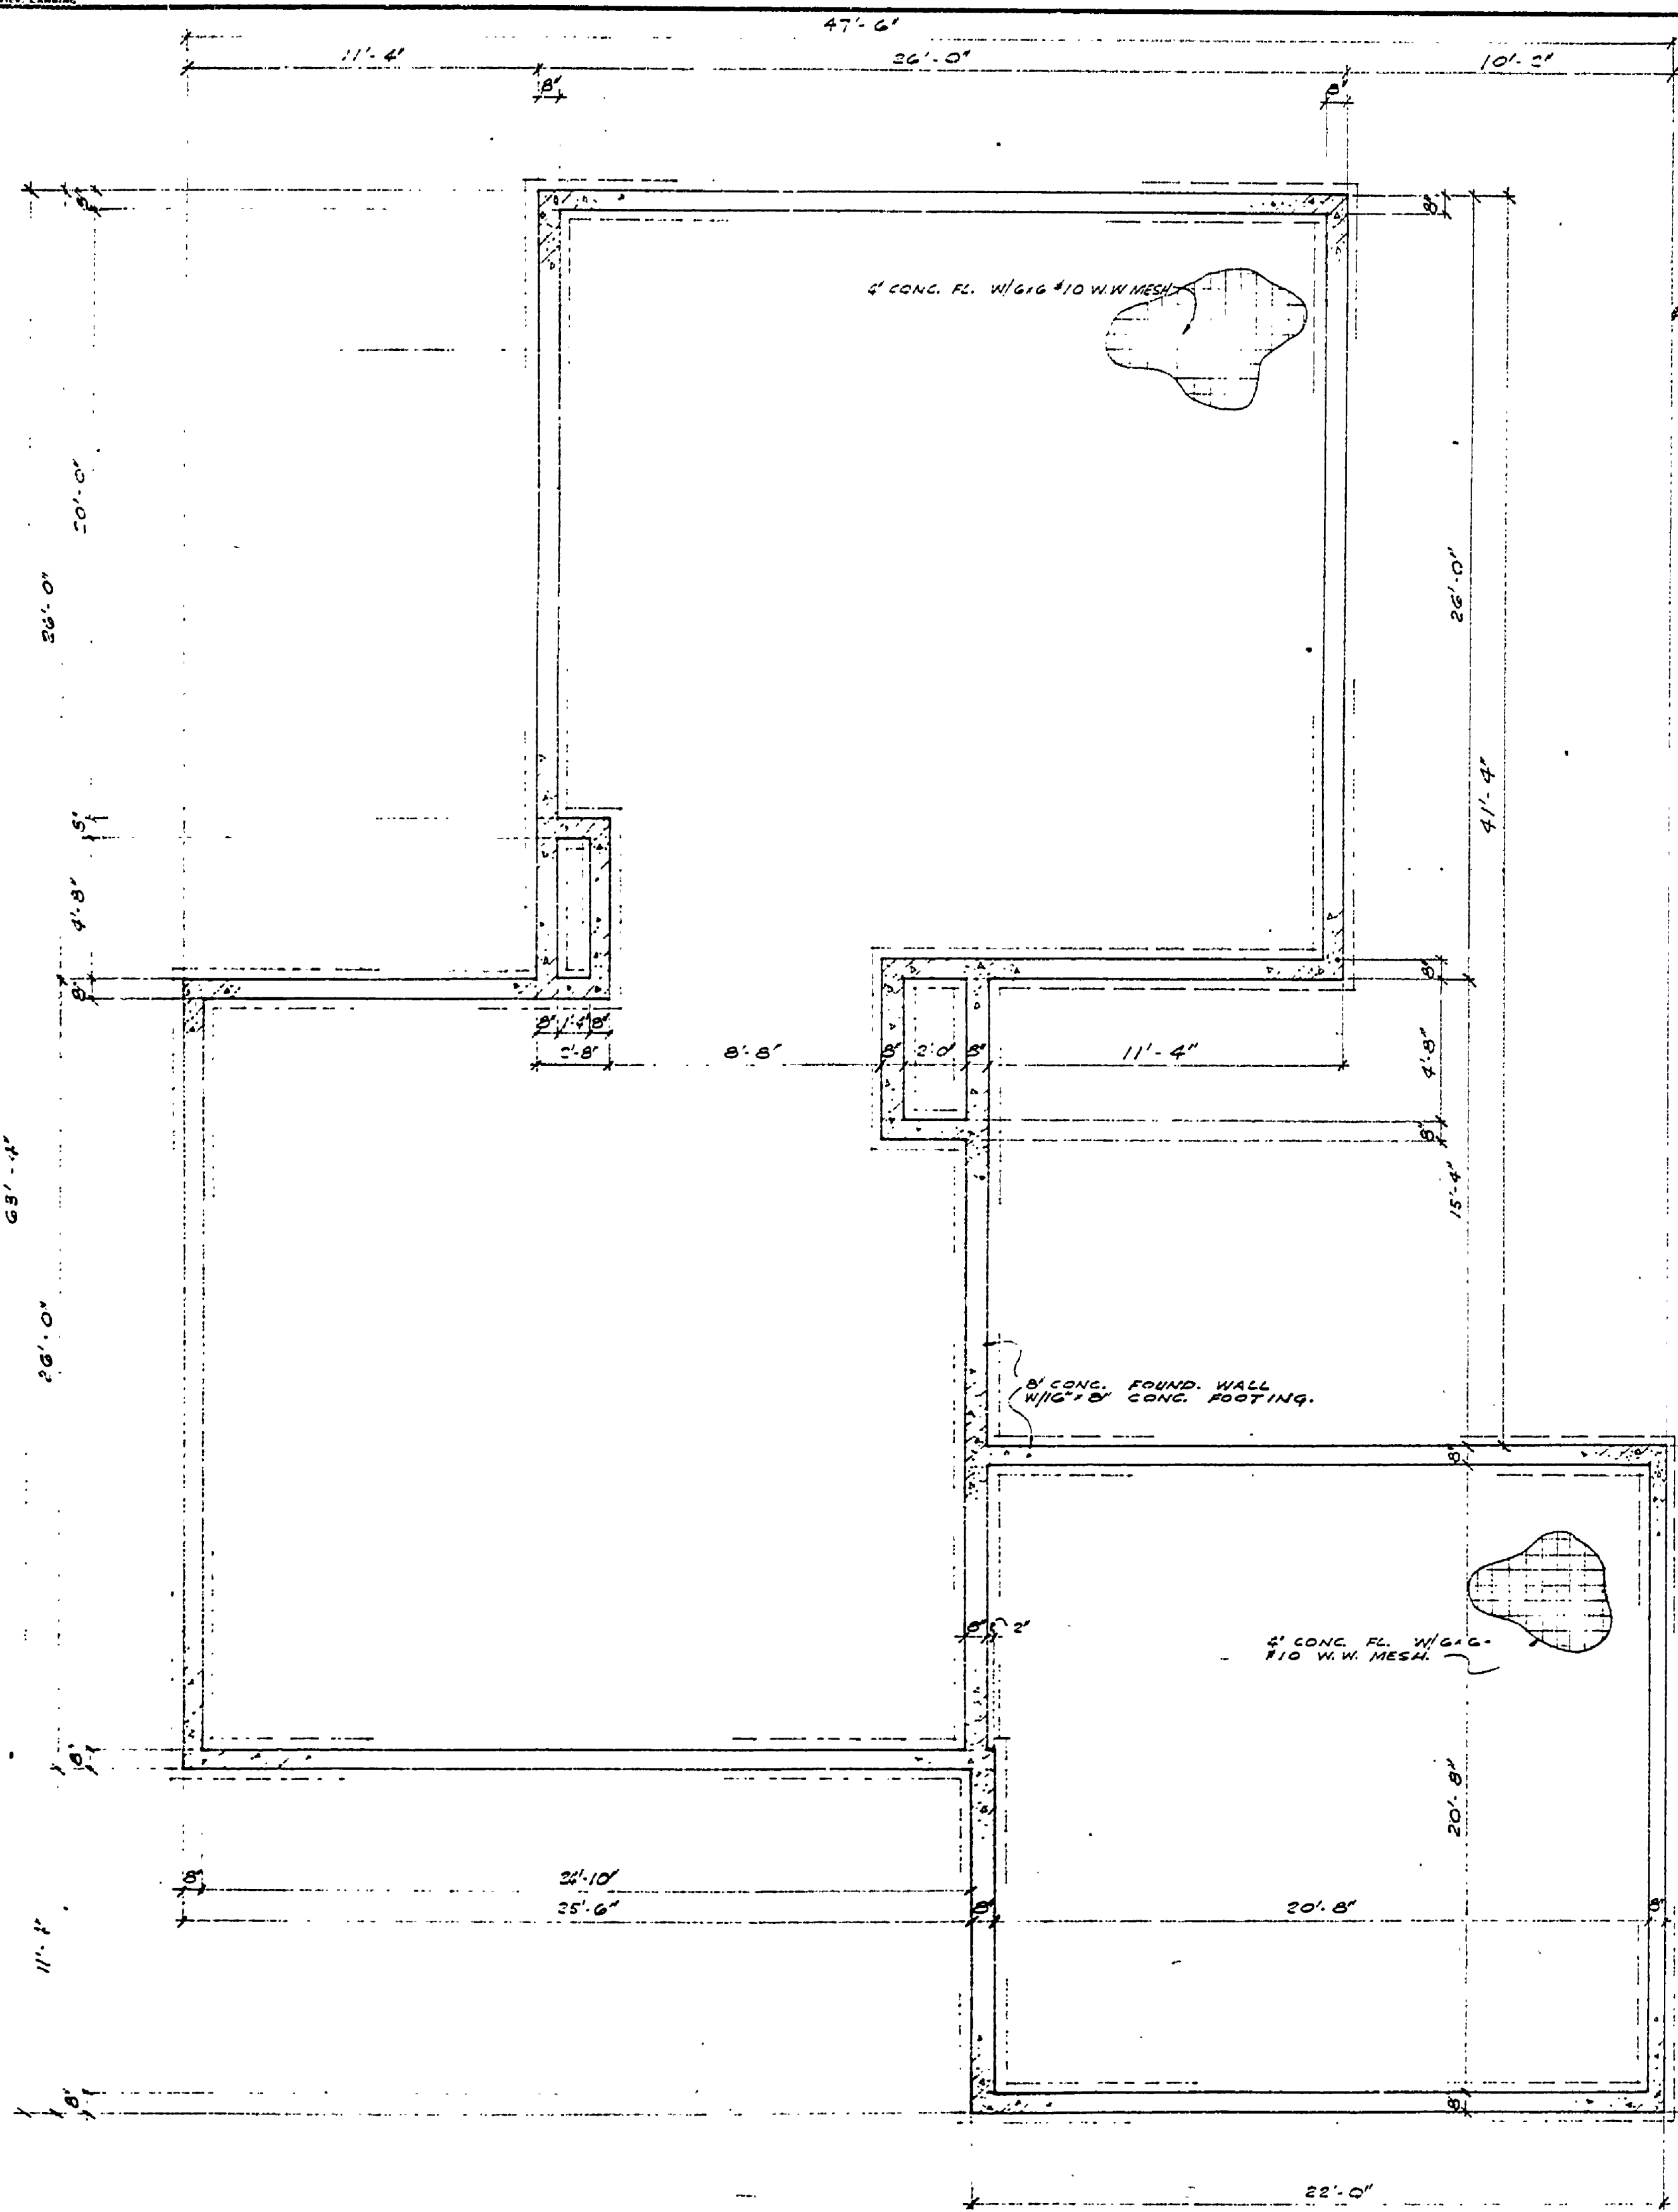 47'-6"
11'-4" 26'-0" 10'-2"
8" 8"
8"
4" CONC. FL. W/6x6 #10 W.W MESH
26'-0"
26'-0"
41'-4"
8"
4'-8"
8"
8"
8" 1'-4" 8"
2'-8" 8'-8" 8" 2'-0" 8" 11'-4"
4'-8"
8"
15'-4"
63'-4"
26'-0"
8" CONC. FOUND. WALL
W/16"x8" CONC. FOOTING.
8"
8" 2"
4" CONC. FL. W/6x6-
#10 W.W. MESH.
8"
20'-8"
8" 24'-10"
25'-6" 8" 20'-8" 8"
11'-4"
8"
8"
22'-0"